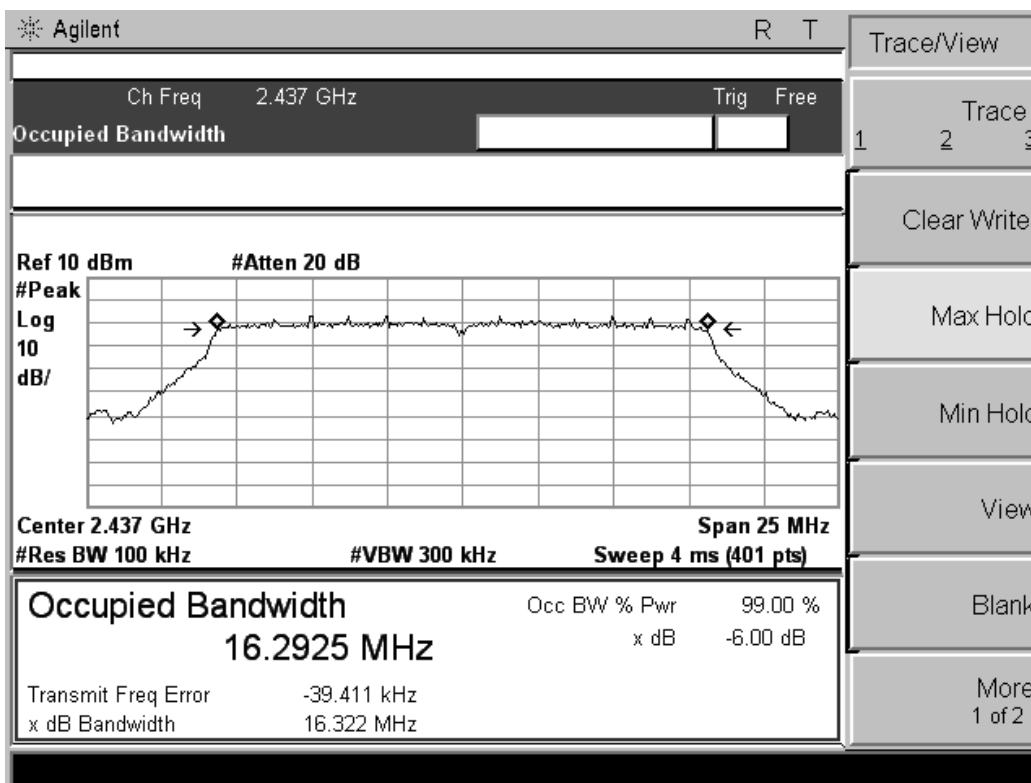 Agilent R T
Ch Freq 2.437 GHz Trig Free
Occupied Bandwidth
Ref 10 dBm #Atten 20 dB
#Peak
Log
10
dB/
Center 2.437 GHz Span 25 MHz
#Res BW 100 kHz #VBW 300 kHz Sweep 4 ms (401 pts)
Occupied Bandwidth Occ BW % Pwr 99.00 %
16.2925 MHz x dB -6.00 dB
Transmit Freq Error -39.411 kHz
x dB Bandwidth 16.322 MHz
Trace/View
Trace
1 2 3
Clear Write
Max Hold
Min Hold
View
Blank
More
1 of 2